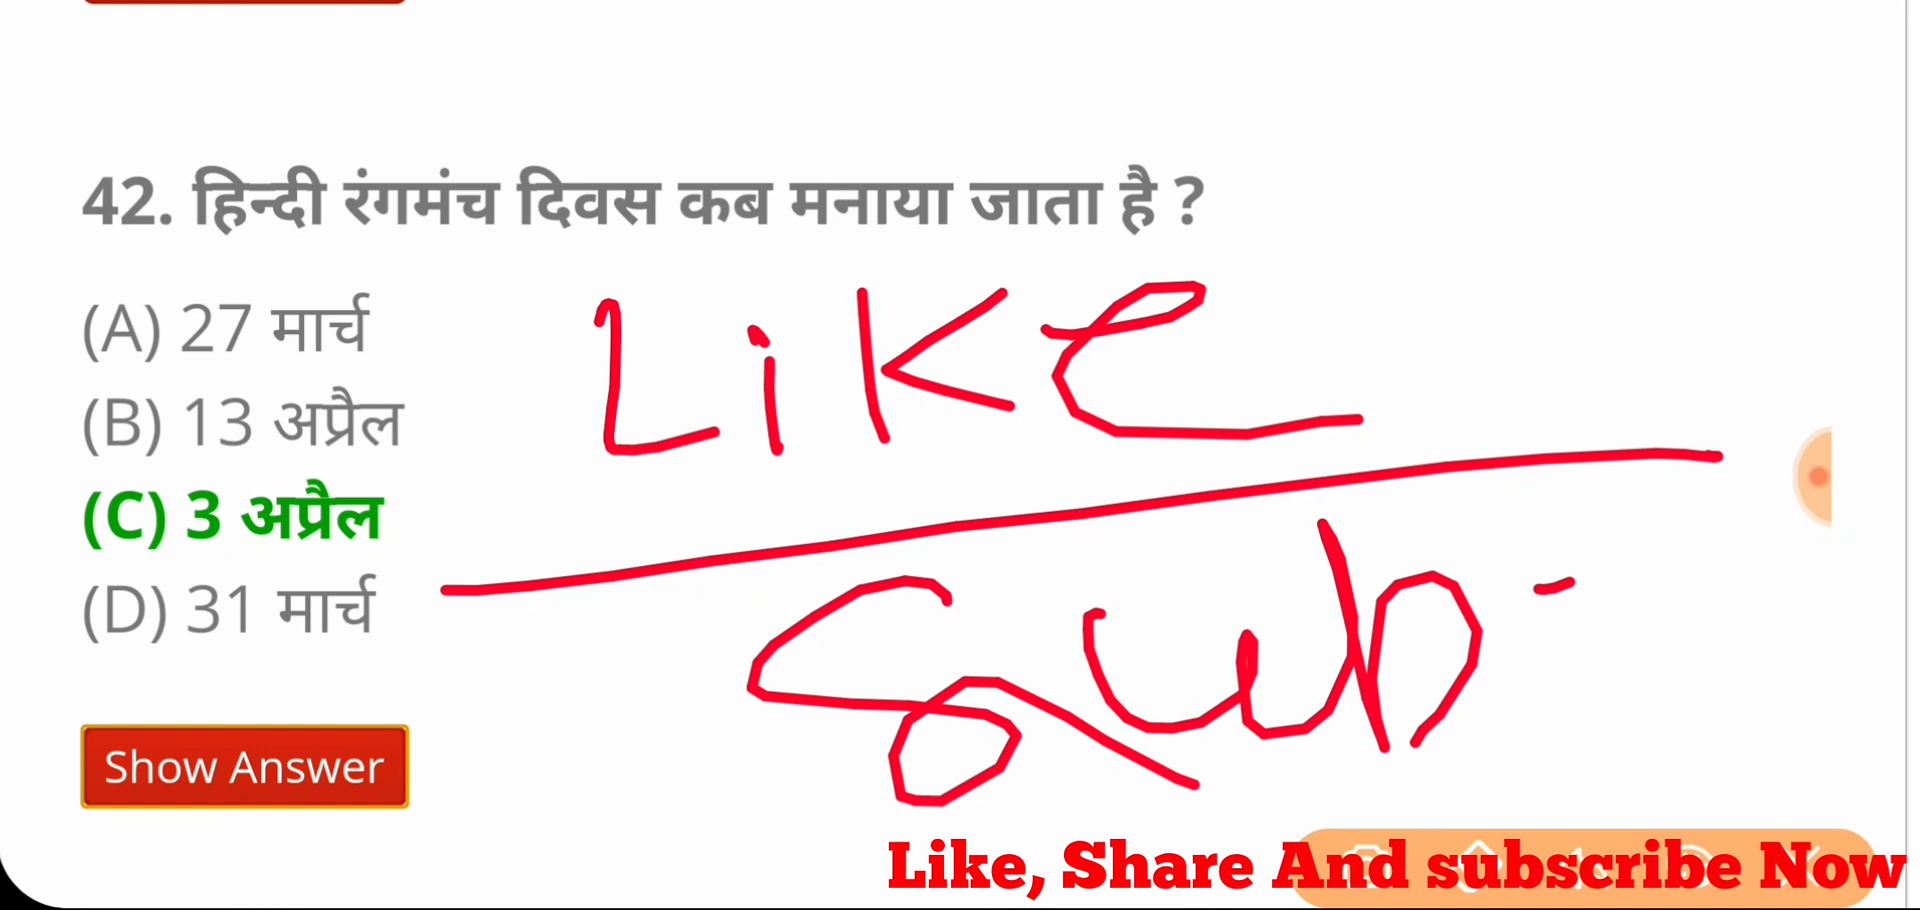 42. हिन्दी रंगमंच दिवस कब मनाया जाता है ?
(A) 27 मार्च
(B) 13 अप्रैल
(C) 3 अप्रैल
(D) 31 मार्च
Like
Sub-
Show Answer
Like, Share And subscribe Now